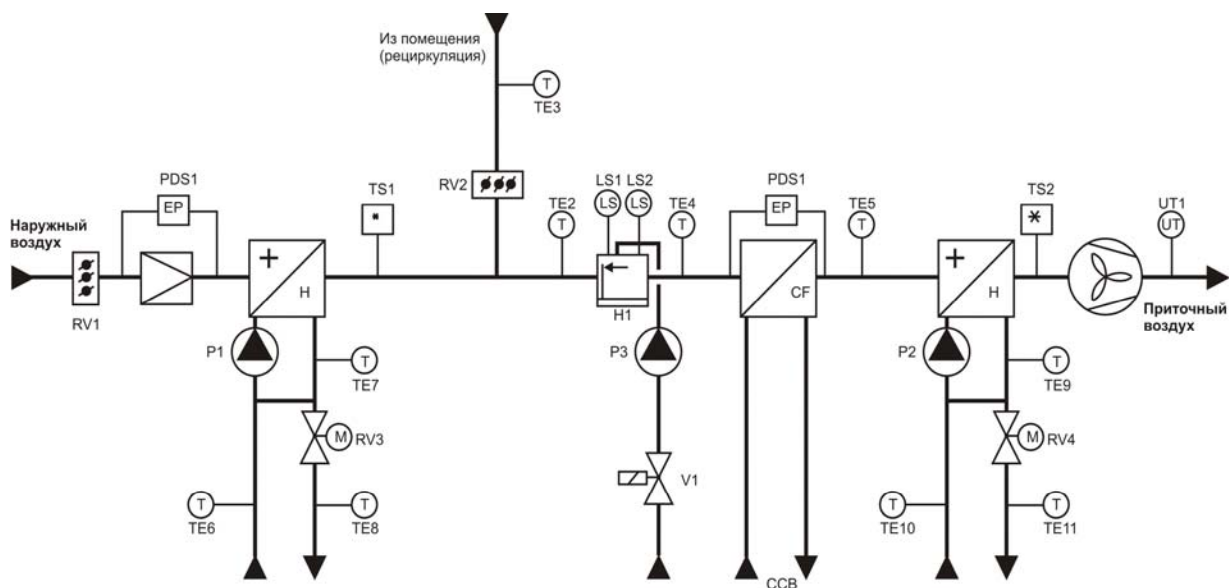 Из помещения
(рециркуляция)
T
TE3
PDS1
EP
TS1
*
RV2
LS1
LS2
TE2
T
LS
LS
TE4
T
PDS1
EP
TE5
T
TS2
*
UT1
UT
Наружный
воздух
RV1
+
H
H1
CF
+
H
Приточный
воздух
P1
T
TE7
P3
P2
T
TE9
M
RV3
V1
M
RV4
T
TE6
T
TE8
T
TE10
T
TE11
ССВ